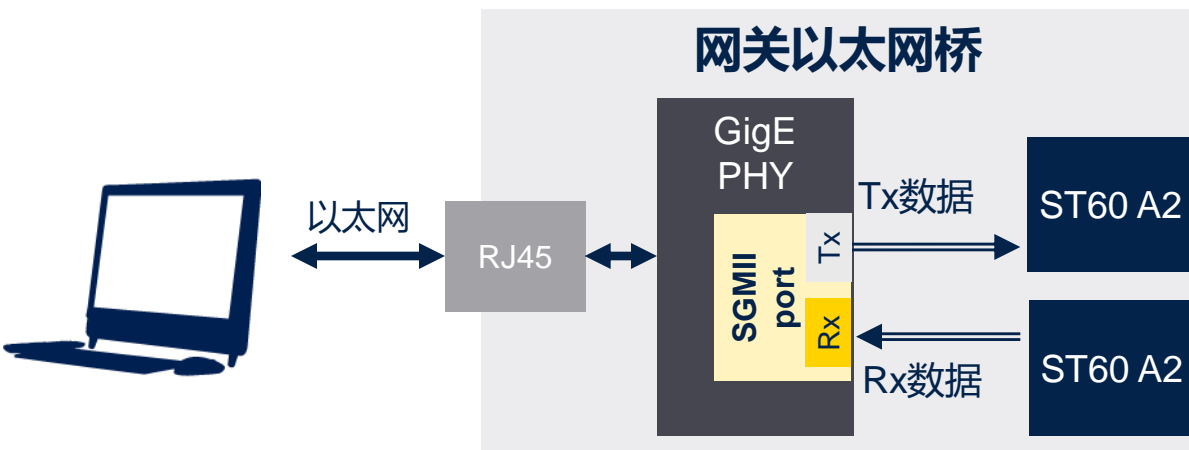 网关以太网桥
GigE
PHY
以太网
RJ45
SGMII
port
Tx
Rx
Tx数据
Rx数据
ST60 A2
ST60 A2